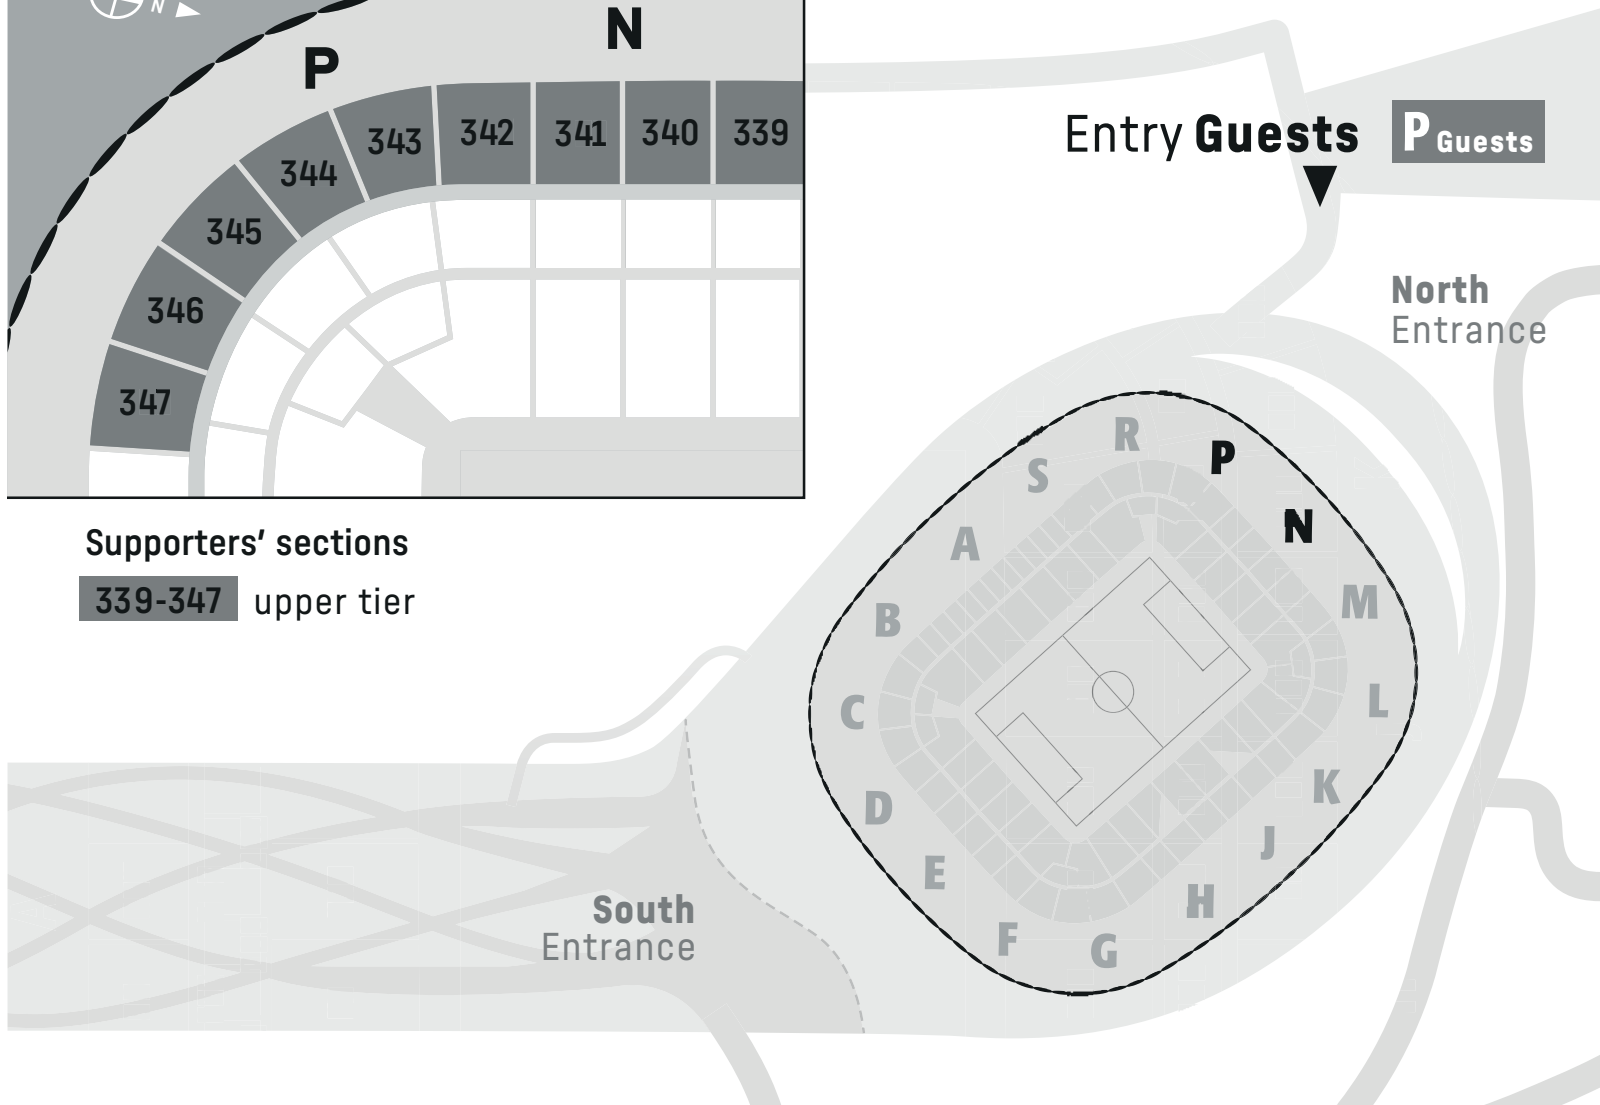 N
P
N
343
342
341
340
339
344
345
346
347
Supporters’ sections
339-347 upper tier
Entry Guests
P Guests
North
Entrance
R
P
S
N
A
M
B
L
C
K
D
J
E
H
F
G
South
Entrance